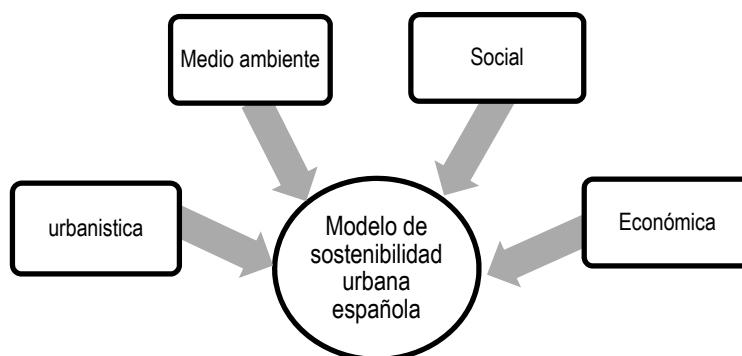 Medio ambiente
Social
urbanistica
Económica
Modelo de
sostenibilidad
urbana
española